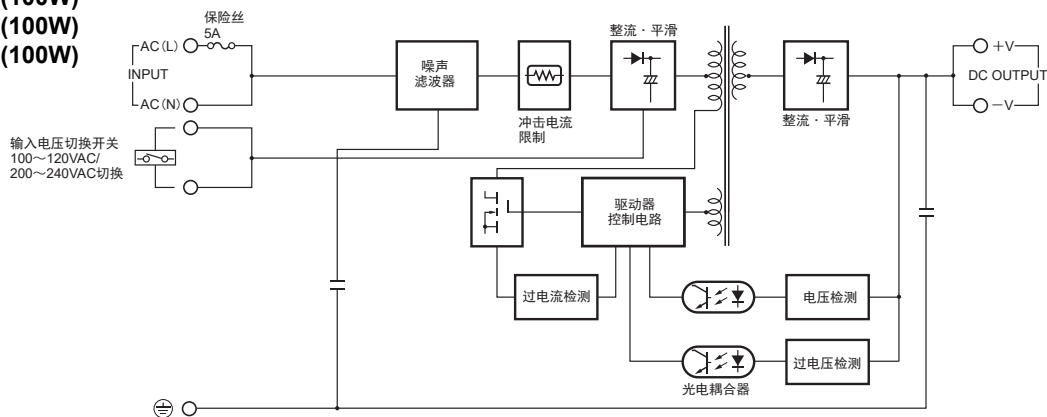 (100W)
(100W)
(100W)
保险丝
5A
AC(L)
INPUT
AC(N)
输入电压切换开关
100～120VAC/
200～240VAC切换
噪声
滤波器
冲击电流
限制
整流·平滑
整流·平滑
+V
DC OUTPUT
−V
驱动器
控制电路
过电流检测
电压检测
过电压检测
光电耦合器